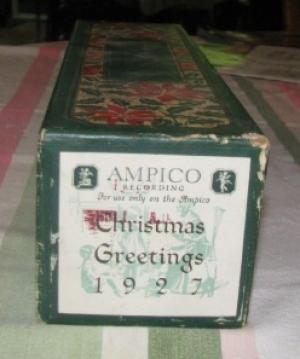 AMPICO
RECORDING
For use only on the Ampico
Christmas
Greetings
1927